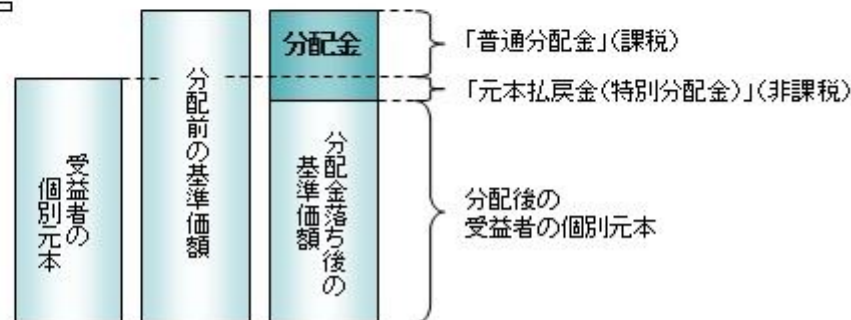 受益者の
個別元本
分配前の基準価額
分配金
分配金落ち後の
基準価額
「普通分配金」(課税)
「元本払戻金(特別分配金)」(非課税)
分配後の
受益者の個別元本